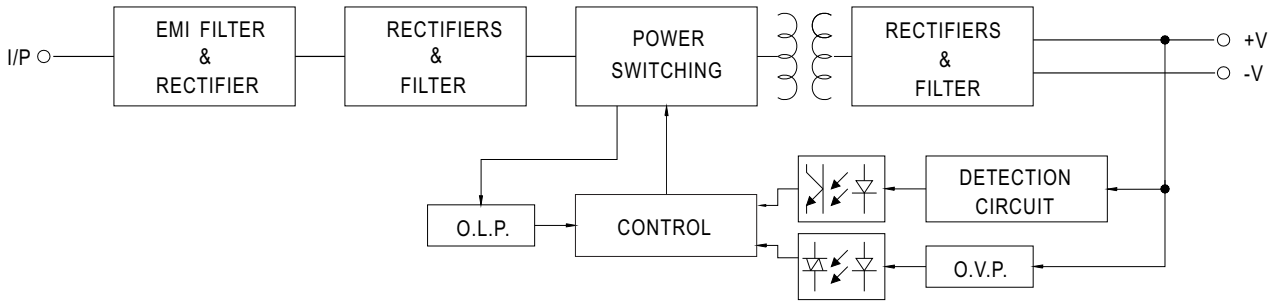 I/P
EMI FILTER
&
RECTIFIER
RECTIFIERS
&
FILTER
POWER
SWITCHING
RECTIFIERS
&
FILTER
+V
-V
O.L.P.
CONTROL
DETECTION
CIRCUIT
O.V.P.